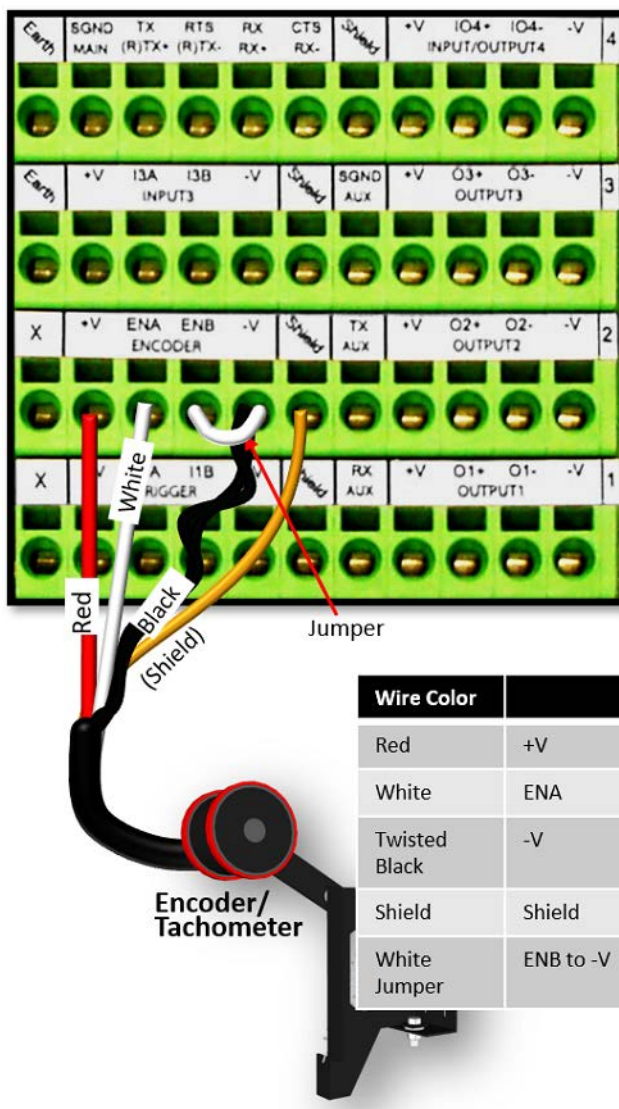 Earth SGND TX RTS RX CTS Shield +V IO4+ IO4- -V 4
MAIN (R)TX+ (R)TX- RX+ RX- INPUT/OUTPUT4
Earth +V I3A I3B -V Shield SGND +V O3+ O3- -V 3
INPUT3 AUX OUTPUT3
X +V ENA ENB -V Shield TX +V O2+ O2- -V 2
ENCODER AUX OUTPUT2
X I1B RX +V O1+ O1- -V 1
AUX OUTPUT1
White
Red
Black
(Shield)
Jumper
Wire Color
Red +V
White ENA
Twisted -V
Black
Shield Shield
White ENB to -V
Jumper
Encoder/
Tachometer